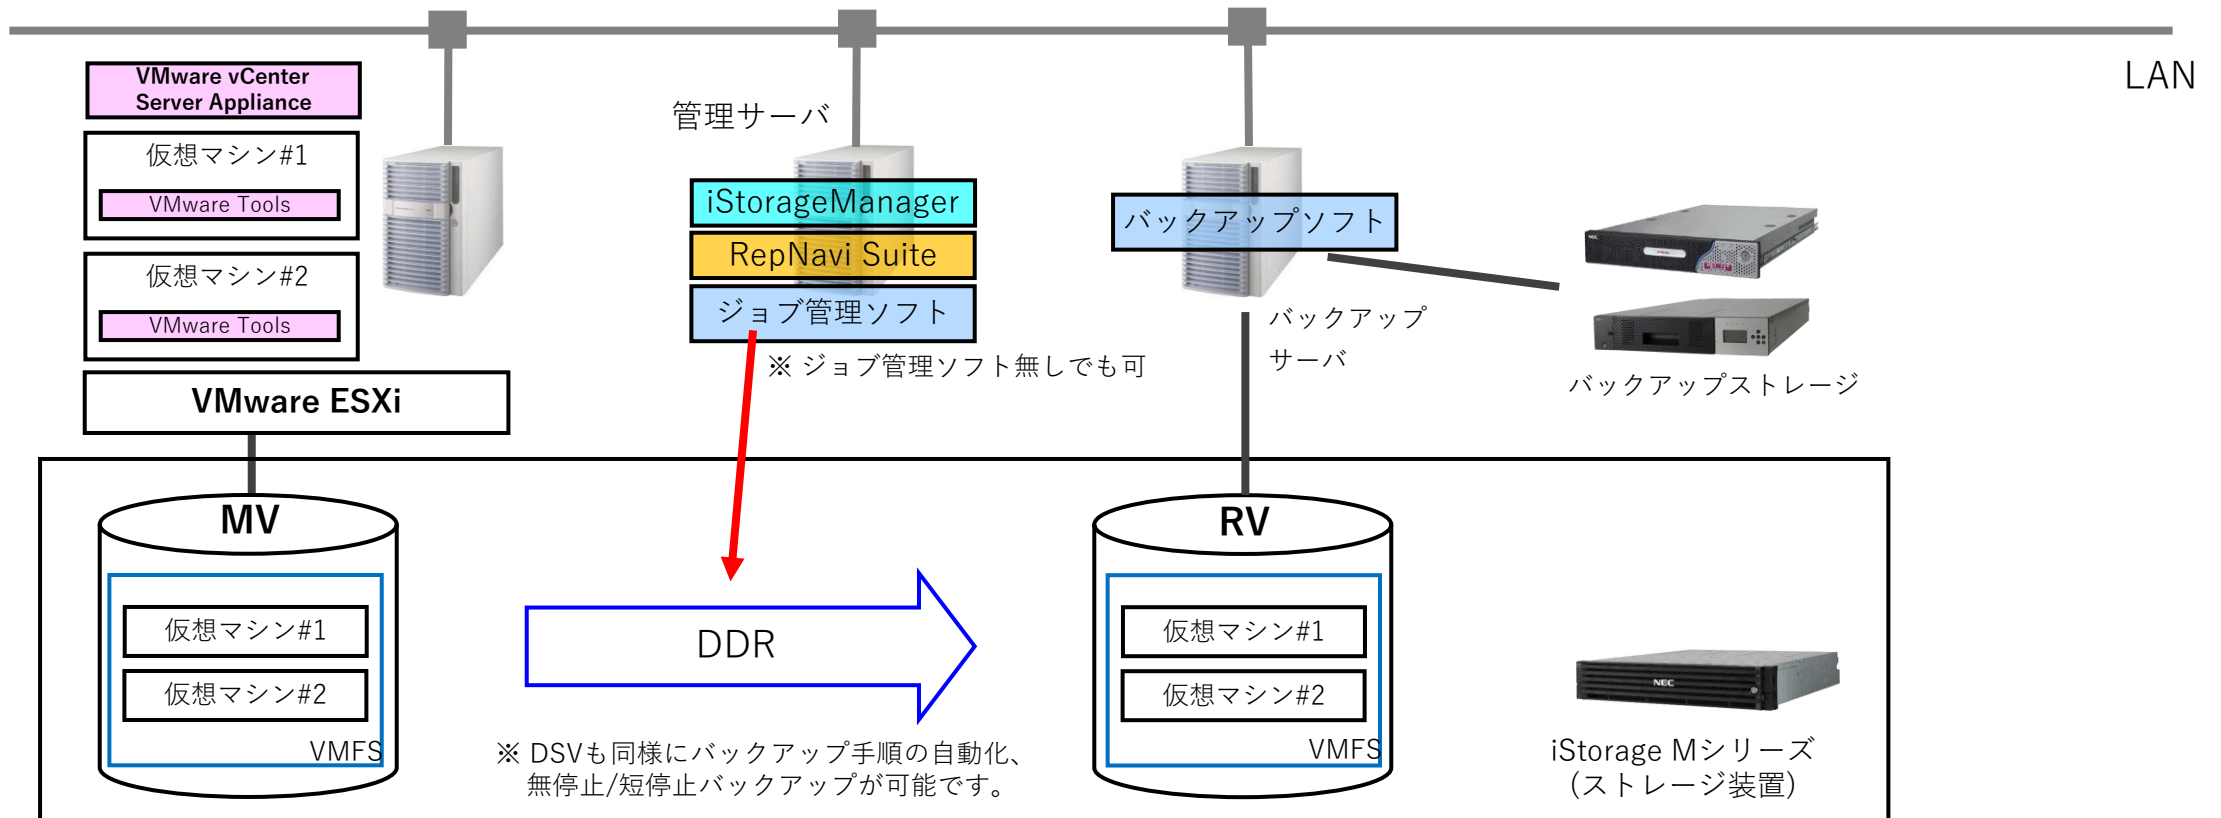 LAN
VMware vCenter
Server Appliance
仮想マシン#1
VMware Tools
仮想マシン#2
VMware Tools
VMware ESXi
管理サーバ
iStorageManager
RepNavi Suite
ジョブ管理ソフト
※ ジョブ管理ソフト無しでも可
バックアップソフト
バックアップ
サーバ
バックアップストレージ
MV
仮想マシン#1
仮想マシン#2
VMFS
DDR
※ DSVも同様にバックアップ手順の自動化、
無停止/短停止バックアップが可能です。
RV
仮想マシン#1
仮想マシン#2
VMFS
NEC
iStorage Mシリーズ
(ストレージ装置)